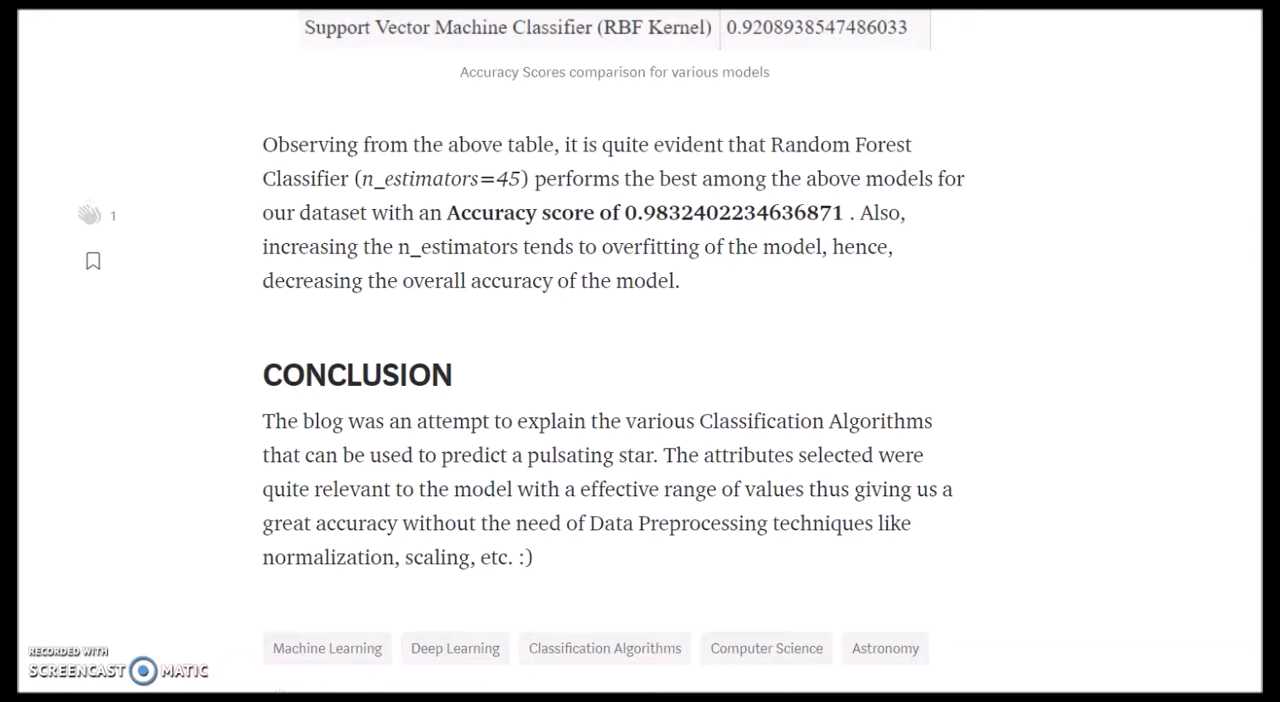 Support Vector Machine Classifier (RBF Kernel) 0.9208938547486033
Accuracy Scores comparison for various models
Observing from the above table, it is quite evident that Random Forest
Classifier (n_estimators=45) performs the best among the above models for
our dataset with an Accuracy score of 0.9832402234636871 . Also,
increasing the n_estimators tends to overfitting of the model, hence,
decreasing the overall accuracy of the model.
1
CONCLUSION
The blog was an attempt to explain the various Classification Algorithms
that can be used to predict a pulsating star. The attributes selected were
quite relevant to the model with a effective range of values thus giving us a
great accuracy without the need of Data Preprocessing techniques like
normalization, scaling, etc. :)
Machine Learning Deep Learning Classification Algorithms Computer Science Astronomy
RECORDED WITH
SCREENCAST MATIC